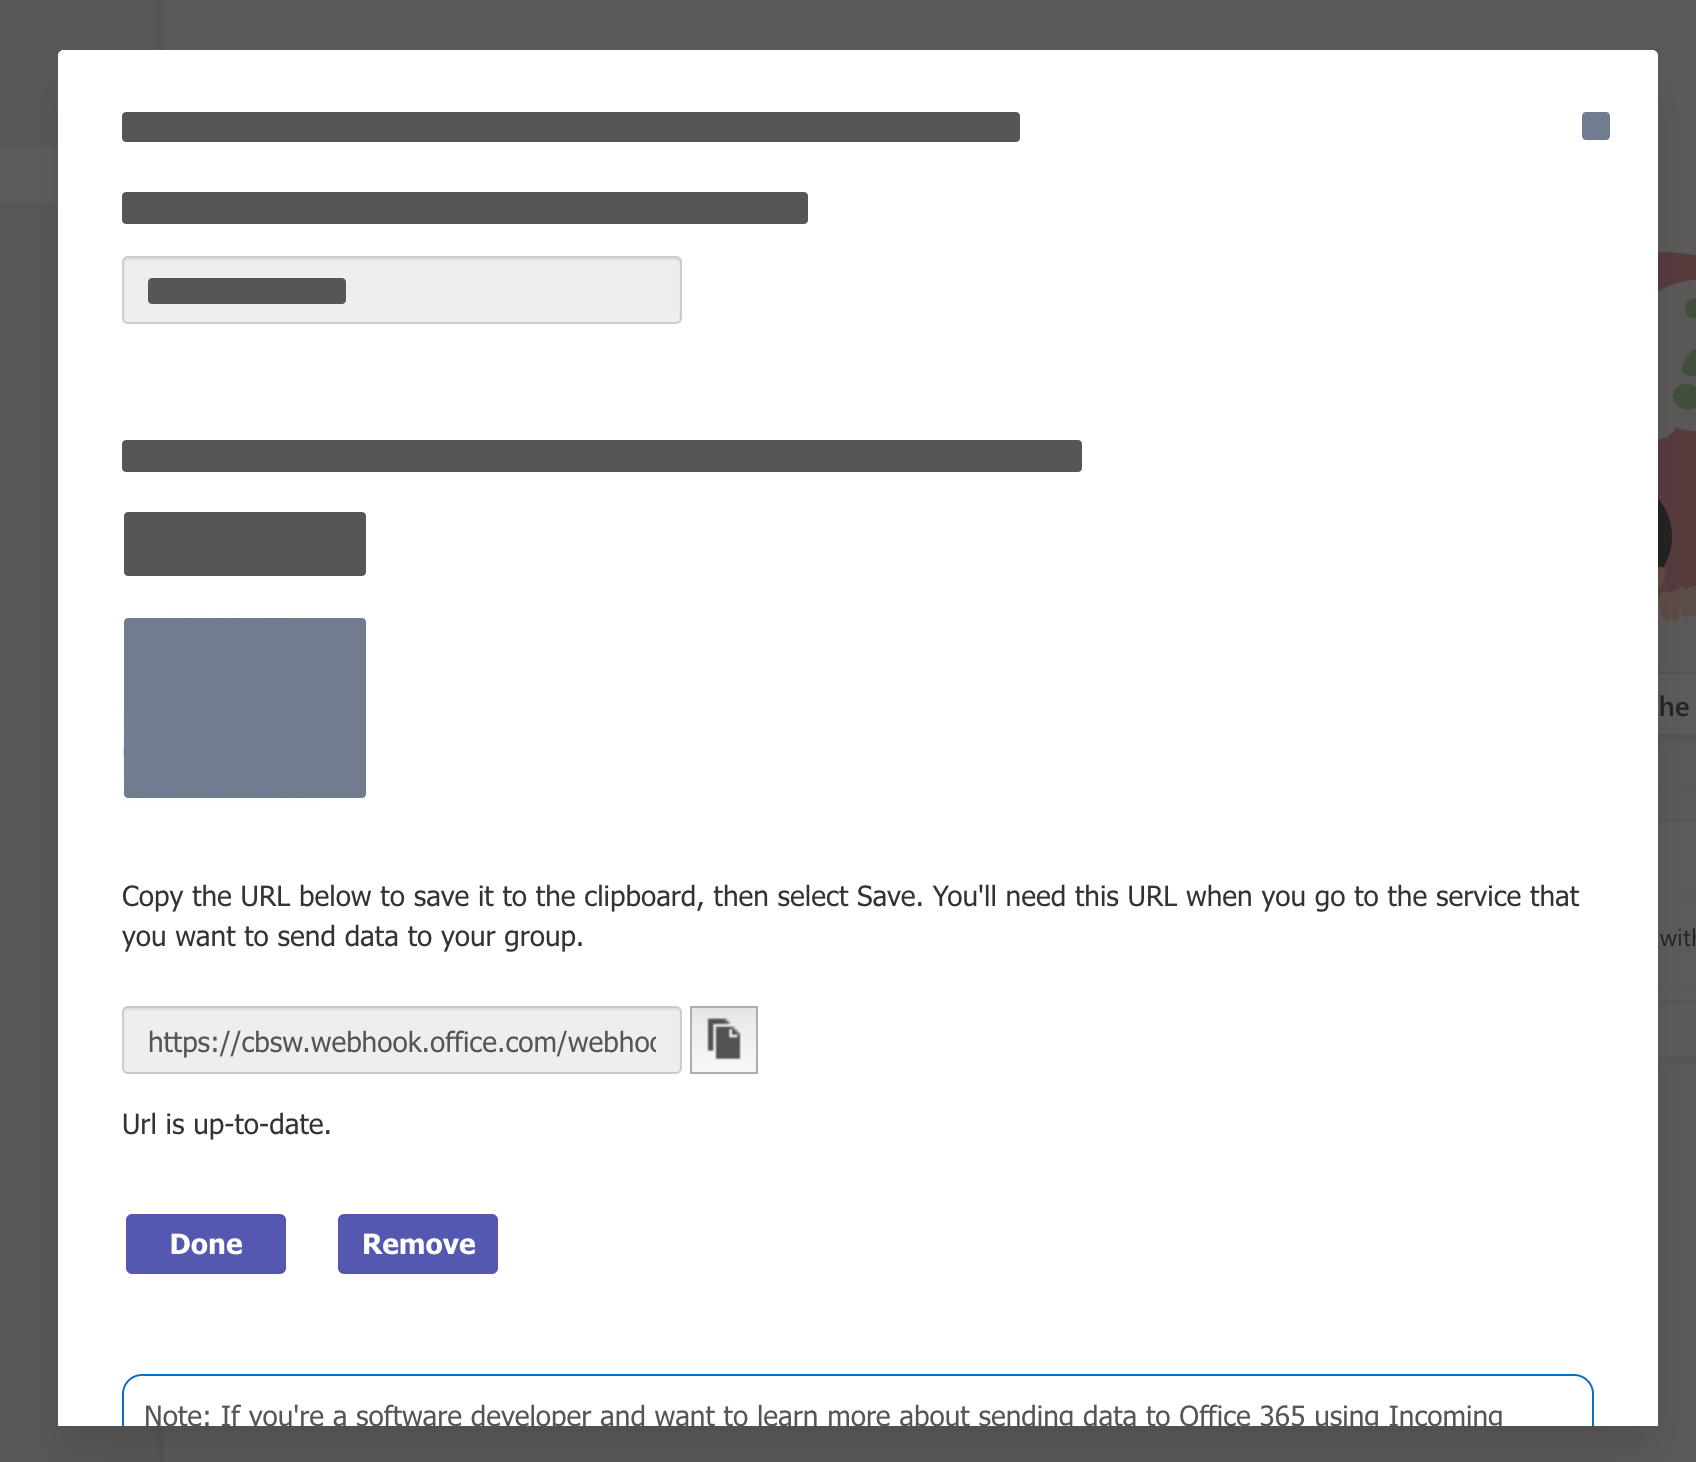 he
Copy the URL below to save it to the clipboard, then select Save. You'll need this URL when you go to the service that
you want to send data to your group.
with
https://cbsw.webhook.office.com/webhoo
Url is up-to-date.
Done Remove
Note: If you're a software developer and want to learn more about sending data to Office 365 using Incoming